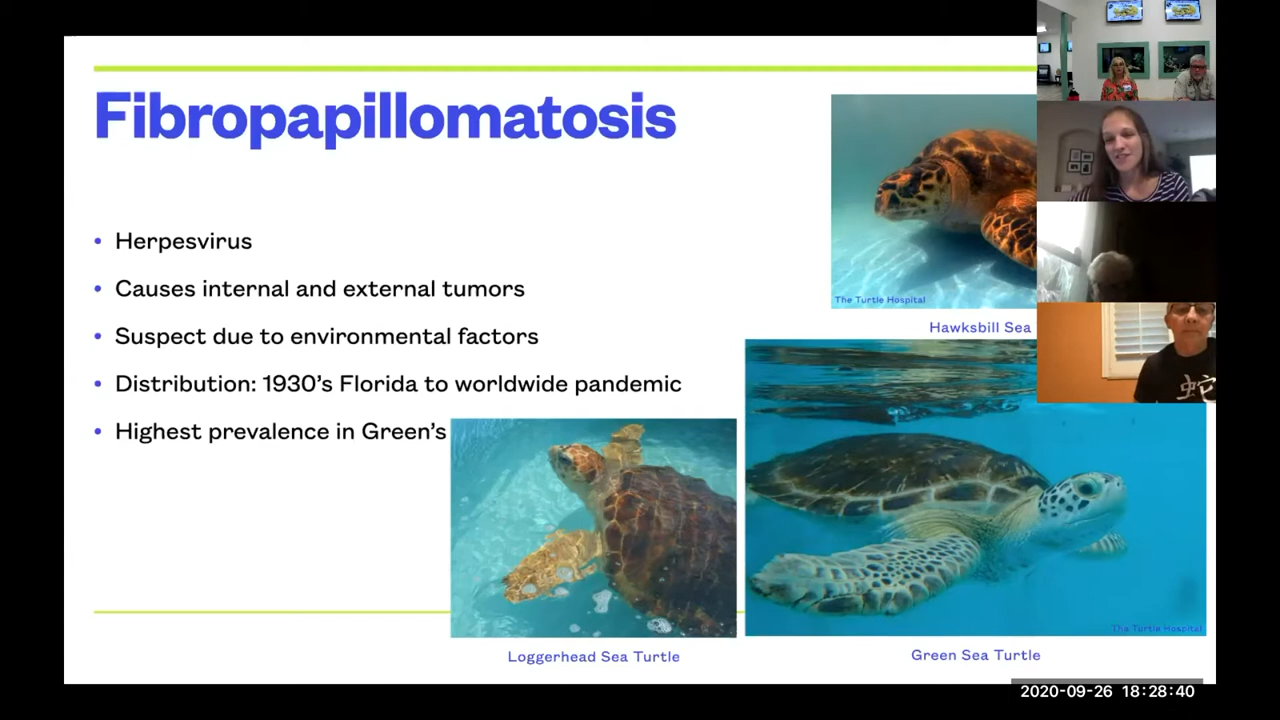 Fibropapillomatosis
• Herpesvirus
• Causes internal and external tumors
• Suspect due to environmental factors
• Distribution: 1930's Florida to worldwide pandemic
• Highest prevalence in Green's
The Turtle Hospital
Hawksbill Sea
The Turtle Hospital
Loggerhead Sea Turtle
Green Sea Turtle
蛇
2020-09-26 18:28:40